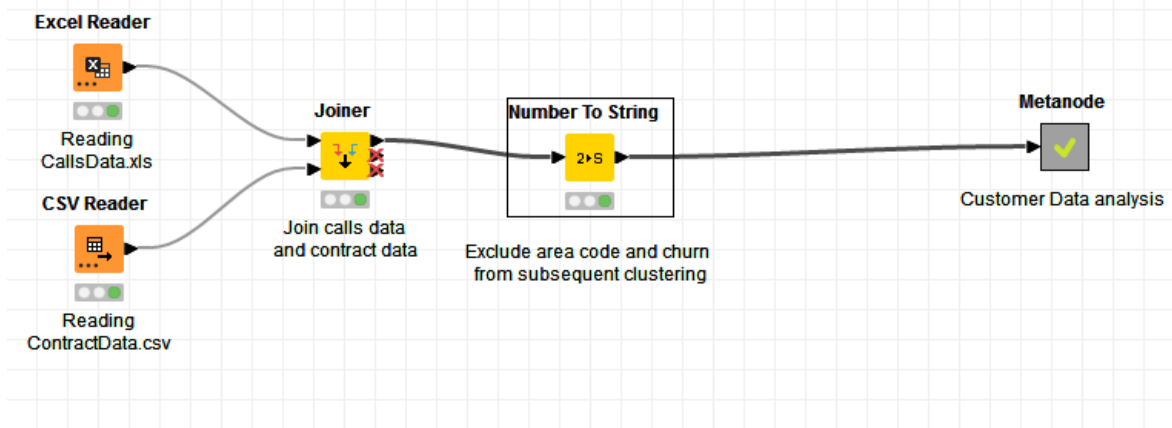 Excel Reader
Reading
CallsData.xls
CSV Reader
Reading
ContractData.csv
Joiner
Join calls data
and contract data
Number To String
2▸S
Exclude area code and churn
from subsequent clustering
Metanode
Customer Data analysis